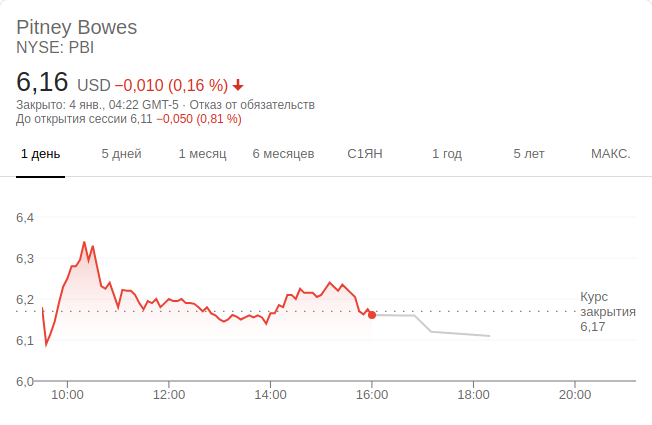 Pitney Bowes
NYSE: PBI
6,16 USD −0,010 (0,16 %)
Закрыто: 4 янв., 04:22 GMT-5 · Отказ от обязательств
До открытия сессии 6,11 −0,050 (0,81 %)
1 день 5 дней 1 месяц 6 месяцев С1ЯН 1 год 5 лет МАКС.
6,4
6,3
6,2
6,1
6,0
Курс
закрытия
6,17
10:00 12:00 14:00 16:00 18:00 20:00